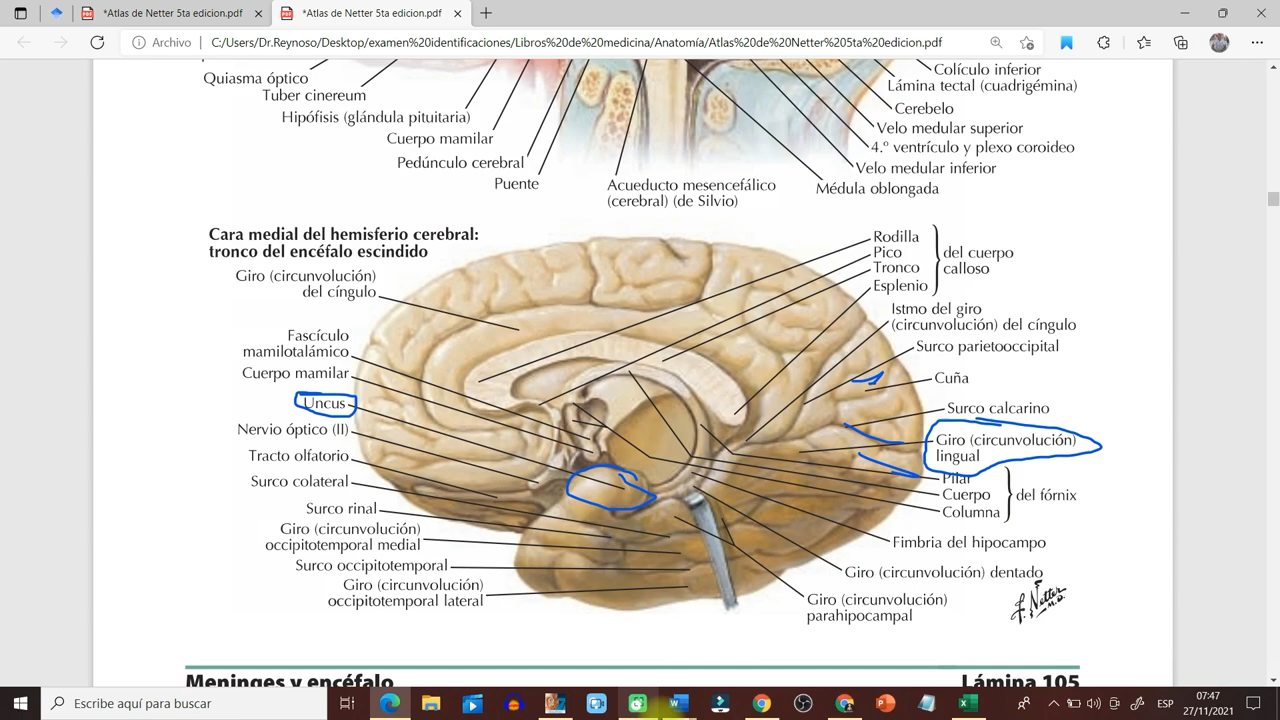 *Atlas de Netter 5ta edicion.pdf
*Atlas de Netter 5ta edicion.pdf
Archivo
C:/Users/Dr.Reynoso/Desktop/examen%20identificaciones/Libros%20de%20medicina/Anatomía/Atlas%20de%20Netter%205ta%20edicion.pdf
Quiasma óptico
Tuber cinereum
Hipófisis (glándula pituitaria)
Cuerpo mamilar
Pedúnculo cerebral
Puente
Acueducto mesencefálico
(cerebral) (de Silvio)
Colículo inferior
Lámina tectal (cuadrigémina)
Cerebelo
Velo medular superior
4.º ventrículo y plexo coroideo
Velo medular inferior
Médula oblongada
Cara medial del hemisferio cerebral:
tronco del encéfalo escindido
Giro (circunvolución)
del cíngulo
Fascículo
mamilotalámico
Cuerpo mamilar
Uncus
Nervio óptico (II)
Tracto olfatorio
Surco colateral
Surco rinal
Giro (circunvolución)
occipitotemporal medial
Surco occipitotemporal
Giro (circunvolución)
occipitotemporal lateral
Rodilla
Pico
Tronco
Esplenio
del cuerpo
calloso
Istmo del giro
(circunvolución) del cíngulo
Surco parietooccipital
Cuña
Surco calcarino
Giro (circunvolución)
lingual
Pilar
Cuerpo
Columna
del fórnix
Fimbria del hipocampo
Giro (circunvolución) dentado
Giro (circunvolución)
parahipocampal
F. Netter
M.D.
Meninges y encéfalo
Lámina 105
Escribe aquí para buscar
ESP
07:47
27/11/2021